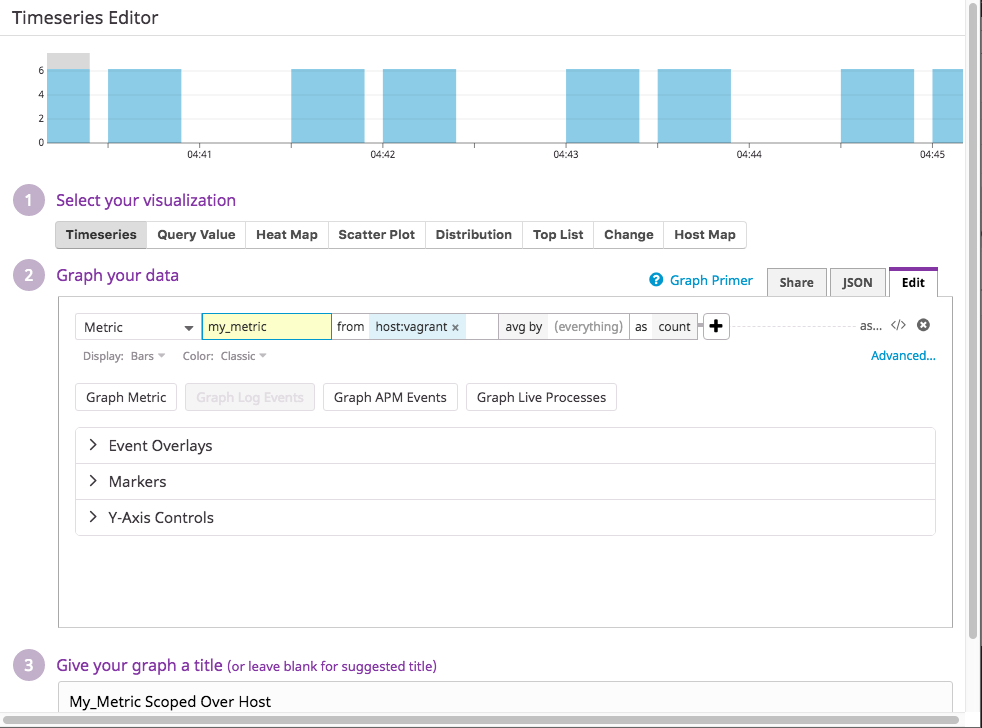 Timeseries Editor
6
4
2
0
04:41 04:42 04:43 04:44 04:45
1 Select your visualization
Timeseries Query Value Heat Map Scatter Plot Distribution Top List Change Host Map
2 Graph your data
? Graph Primer Share JSON Edit
Metric my_metric from host:vagrant × avg by (everything) as count + as... </>
Display: Bars Color: Classic Advanced...
Graph Metric Graph Log Events Graph APM Events Graph Live Processes
Event Overlays
Markers
Y-Axis Controls
3 Give your graph a title (or leave blank for suggested title)
My_Metric Scoped Over Host